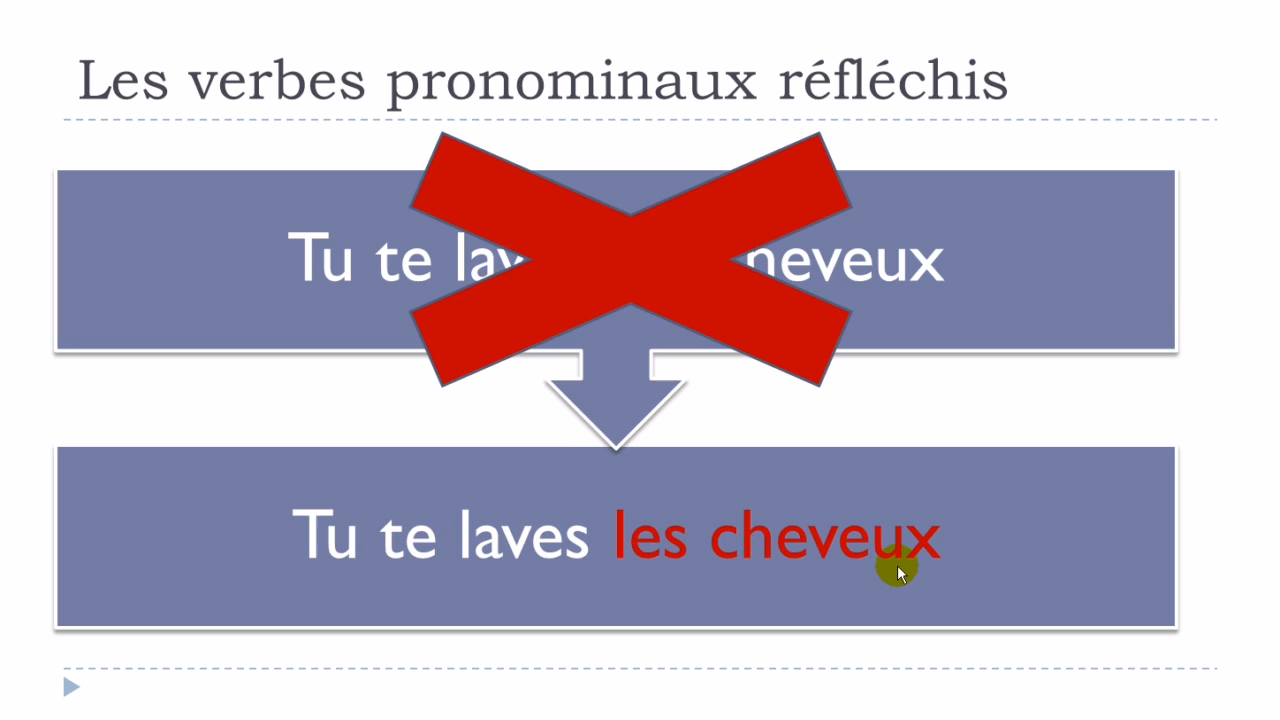 Les verbes pronominaux réfléchis
Tu te
Tu te laves les cheveux